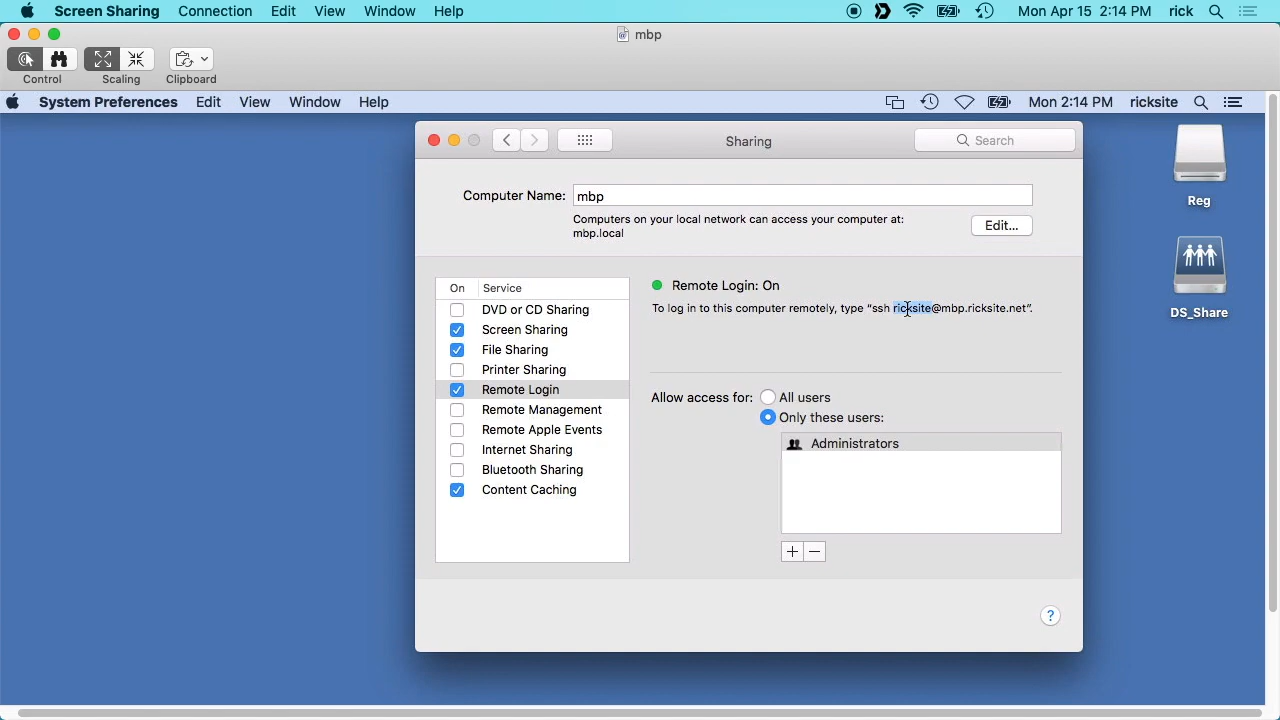 Screen Sharing Connection Edit View Window Help Mon Apr 15 2:14 PM rick
mbp
Control Scaling Clipboard
System Preferences Edit View Window Help Mon 2:14 PM ricksite
Sharing
Search
Reg
DS_Share
Computer Name: mbp
Computers on your local network can access your computer at:
mbp.local
Edit...
On Service
DVD or CD Sharing
Screen Sharing
File Sharing
Printer Sharing
Remote Login
Remote Management
Remote Apple Events
Internet Sharing
Bluetooth Sharing
Content Caching
Remote Login: On
To log in to this computer remotely, type “ssh ricksite@mbp.ricksite.net”.
Allow access for: All users
Only these users:
Administrators
+ −
?